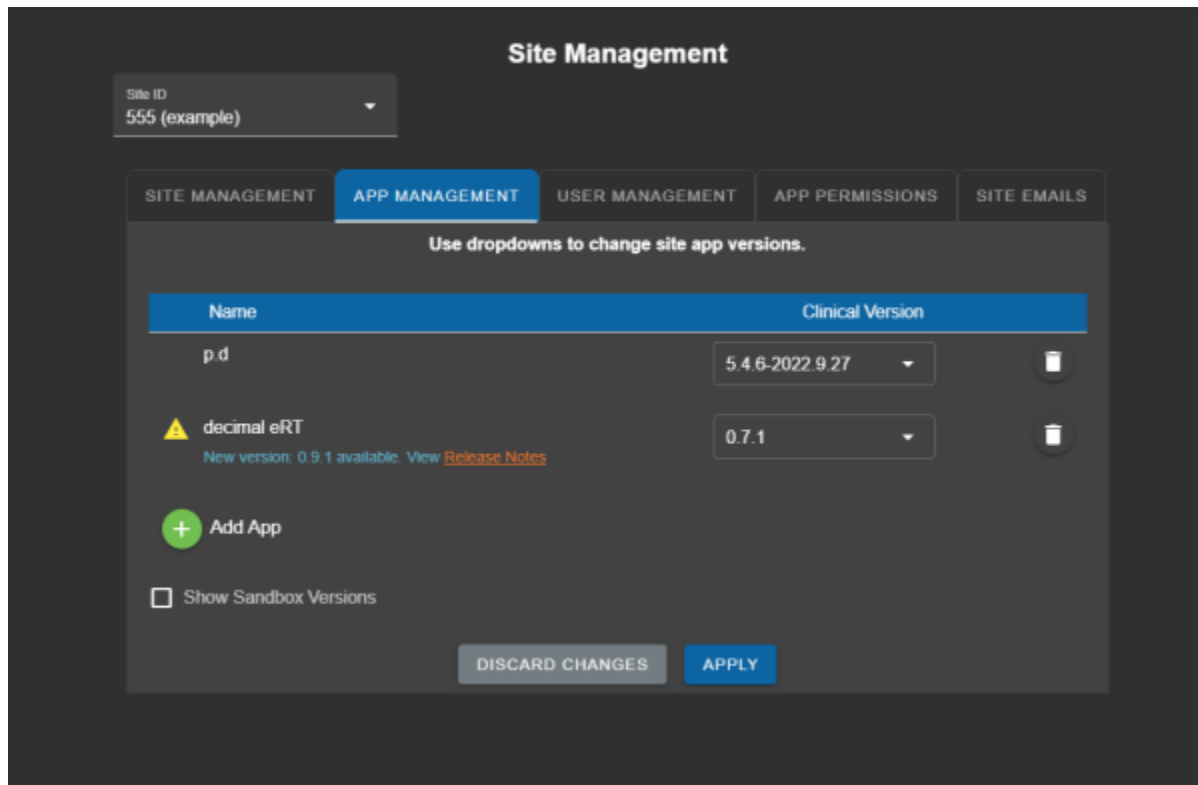 Site Management
Site ID
555 (example)
SITE MANAGEMENT APP MANAGEMENT USER MANAGEMENT APP PERMISSIONS SITE EMAILS
Use dropdowns to change site app versions.
Name Clinical Version
p.d 5.4.6-2022.9.27
decimal eRT 0.7.1
New version: 0.9.1 available. View Release Notes
Add App
Show Sandbox Versions
DISCARD CHANGES APPLY